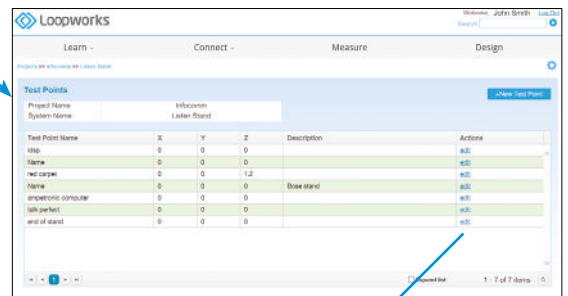 Loopworks
Welcome, John Smith Log Out
Search
Learn Connect Measure Design
Projects >> Infocomm >> Listen Stand
Test Points
+New Test Point
Project Name Infocomm
System Name Listen Stand
Test Point Name X Y Z Description Actions
0 0 0 edit
Name 0 0 0 edit
red carpet 0 0 1.2 edit
Name 0 0 0 Bose stand edit
ampetronic computer 0 0 0 edit
talk perfect 0 0 0 edit
end of stand 0 0 0 edit
1
Expand list
1 - 7 of 7 items